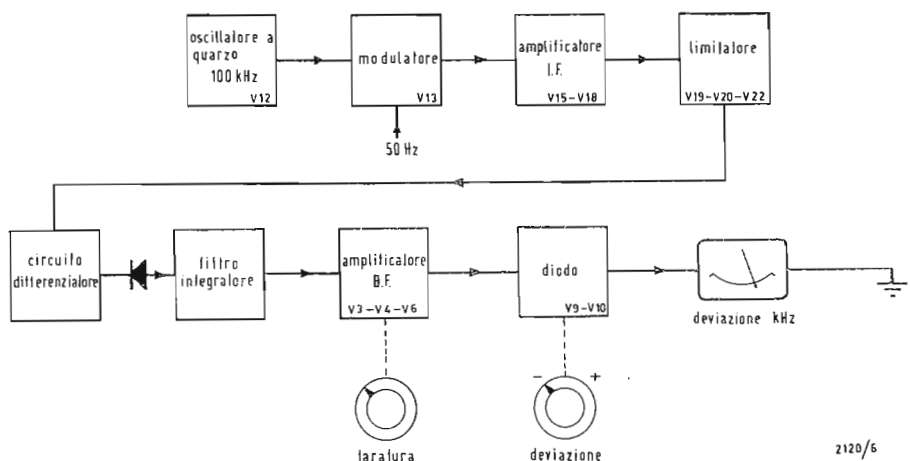 oscillatore a
quarzo
100 kHz
V12
modulatore
V13
50 Hz
amplificatore
I.F.
V15-V18
limitatore
V19-V20-V22
circuito
differenziatore
filtro
integratore
amplificatore
B.F.
V3-V4-V6
diodo
V9-V10
deviazione kHz
taratura
- +
deviazione
2120/6